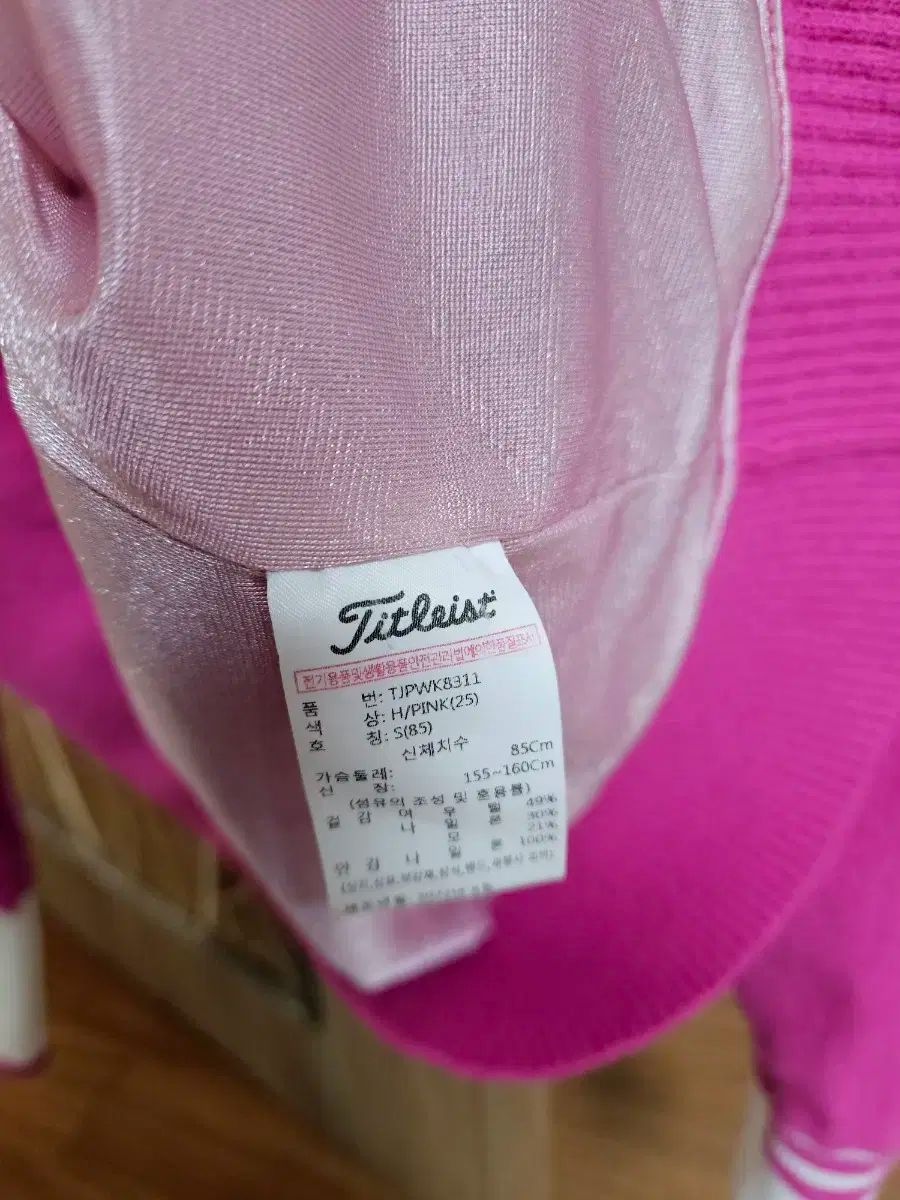 Titleist
전기용품및생활용품안전관리법에의한품질표시
품 번: TJPWK8311
색 상: H/PINK(25)
호 칭: S(85)
신체치수
가슴둘레: 85Cm
신 장: 155~160Cm
(섬유의 조성 및 혼용률)
겉 감 여 우 털 49%
나 일 론 30%
모 21%
안 감 나 일 론 100%